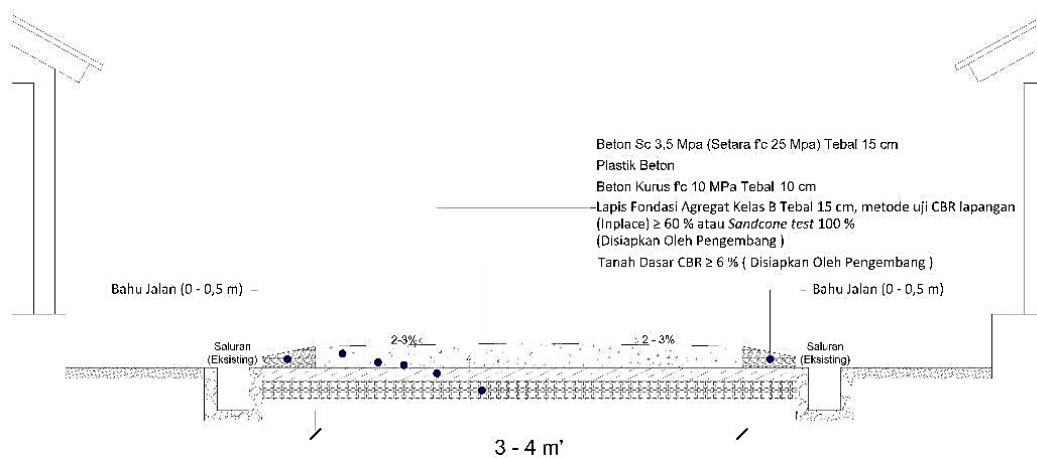 Beton Sc 3,5 Mpa (Setara f'c 25 Mpa) Tebal 15 cm
Plastik Beton
Beton Kurus f'c 10 MPa Tebal 10 cm
Lapis Fondasi Agregat Kelas B Tebal 15 cm, metode uji CBR lapangan
(Inplace) ≥ 60 % atau Sandcone test 100 %
(Disiapkan Oleh Pengembang )
Tanah Dasar CBR ≥ 6 % ( Disiapkan Oleh Pengembang )
Bahu Jalan (0 - 0,5 m)
Bahu Jalan (0 - 0,5 m)
Saluran
(Eksisting)
2-3%
2 - 3%
Saluran
(Eksisting)
3 - 4 m'